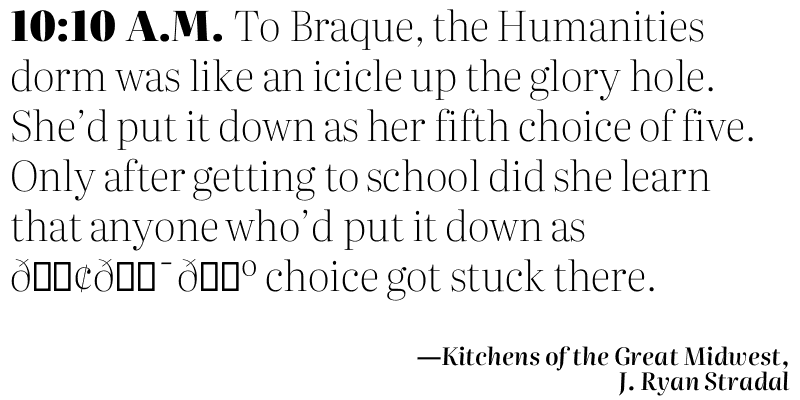 10:10 A.M. To Braque, the Humanities
dorm was like an icicle up the glory hole.
She’d put it down as her fifth choice of five.
Only after getting to school did she learn
that anyone who’d put it down as
ð▯▯¢ð▯▯¯ð▯▯º choice got stuck there.
—Kitchens of the Great Midwest,
J. Ryan Stradal